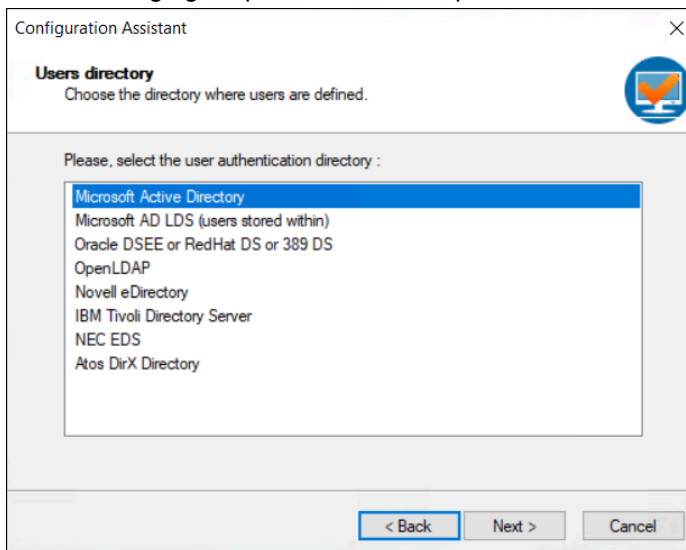 Configuration Assistant
Users directory
Choose the directory where users are defined.
Please, select the user authentication directory :
Microsoft Active Directory
Microsoft AD LDS (users stored within)
Oracle DSEE or RedHat DS or 389 DS
OpenLDAP
Novell eDirectory
IBM Tivoli Directory Server
NEC EDS
Atos DirX Directory
< Back Next > Cancel